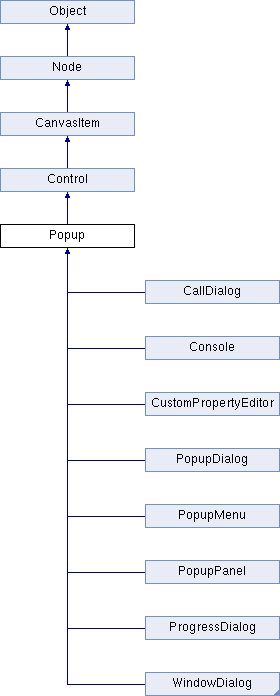 Object
Node
CanvasItem
Control
Popup
CallDialog
Console
CustomPropertyEditor
PopupDialog
PopupMenu
PopupPanel
ProgressDialog
WindowDialog